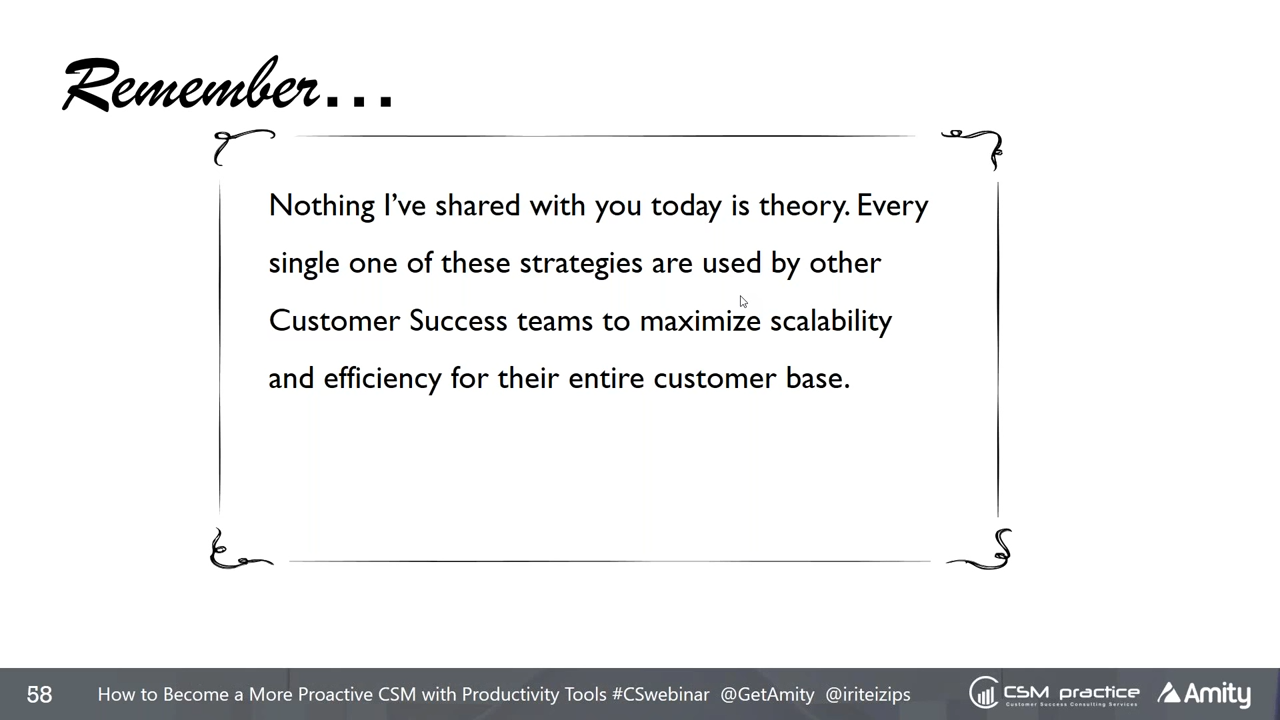 Remember...
Nothing I’ve shared with you today is theory. Every
single one of these strategies are used by other
Customer Success teams to maximize scalability
and efficiency for their entire customer base.
58 How to Become a More Proactive CSM with Productivity Tools #CSwebinar @GetAmity @iriteizips CSM practice Amity
Customer Success Consulting Services